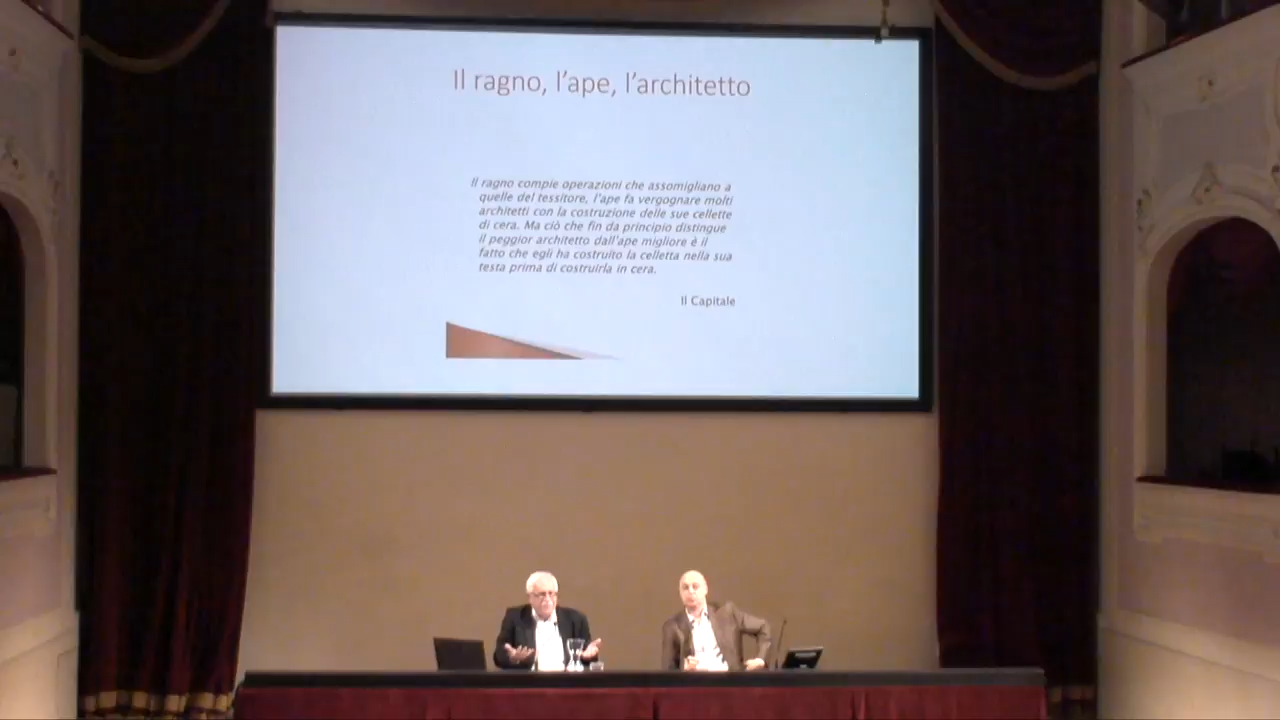 Il ragno, l'ape, l'architetto
Il ragno compie operazioni che assomigliano a
quelle del tessitore, l'ape fa vergognare molti
architetti con la costruzione delle sue cellette
di cera. Ma ciò che fin da principio distingue
il peggior architetto dall'ape migliore è il
fatto che egli ha costruito la celletta nella sua
testa prima di costruirla in cera.
Il Capitale